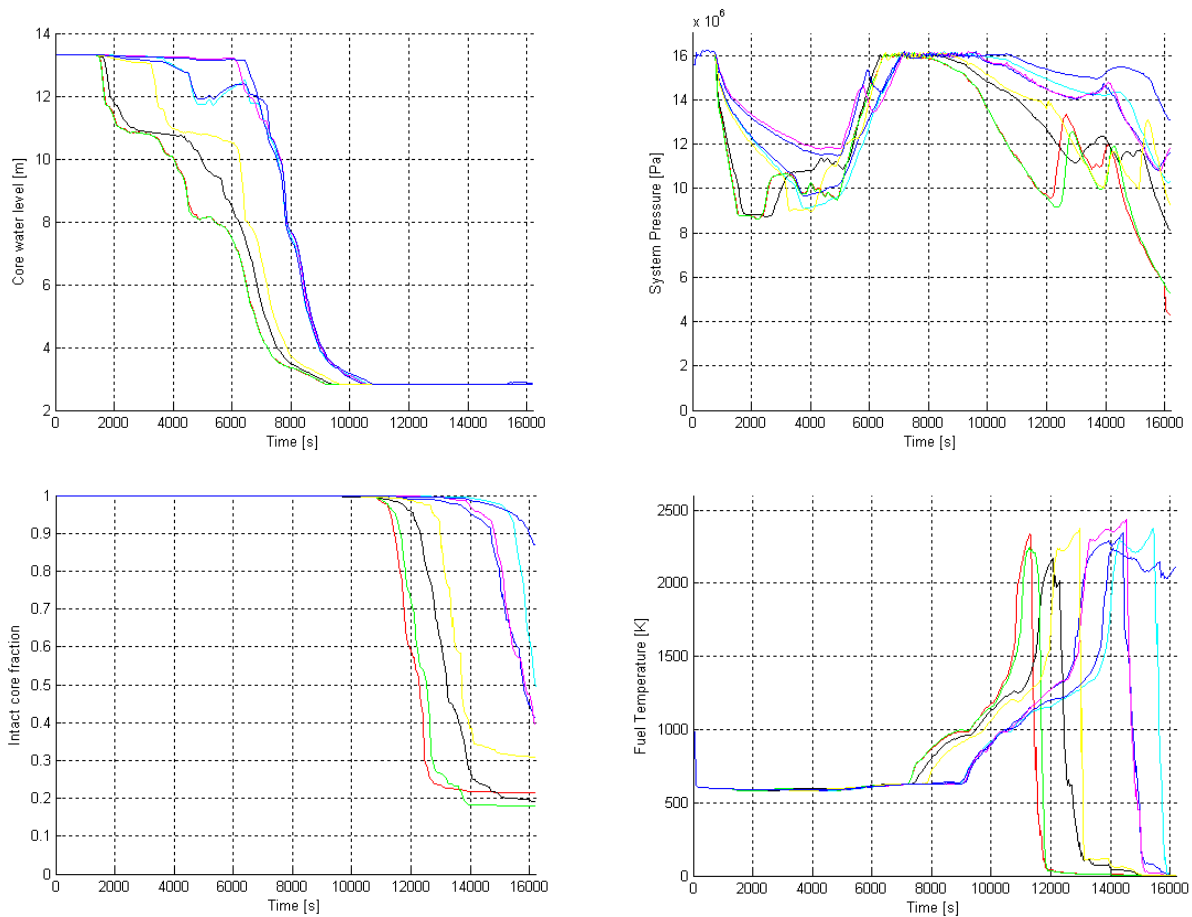 14
12
10
8
6
4
2
Core water level [m]
0 2000 4000 6000 8000 10000 12000 14000 16000
Time [s]
x 10⁶
16
14
12
10
8
6
4
2
0
System Pressure [Pa]
0 2000 4000 6000 8000 10000 12000 14000 16000
Time [s]
1
0.9
0.8
0.7
0.6
0.5
0.4
0.3
0.2
0.1
0
Intact core fraction
0 2000 4000 6000 8000 10000 12000 14000 16000
Time [s]
2500
2000
1500
1000
500
0
Fuel Temperature [K]
0 2000 4000 6000 8000 10000 12000 14000 16000
Time [s]